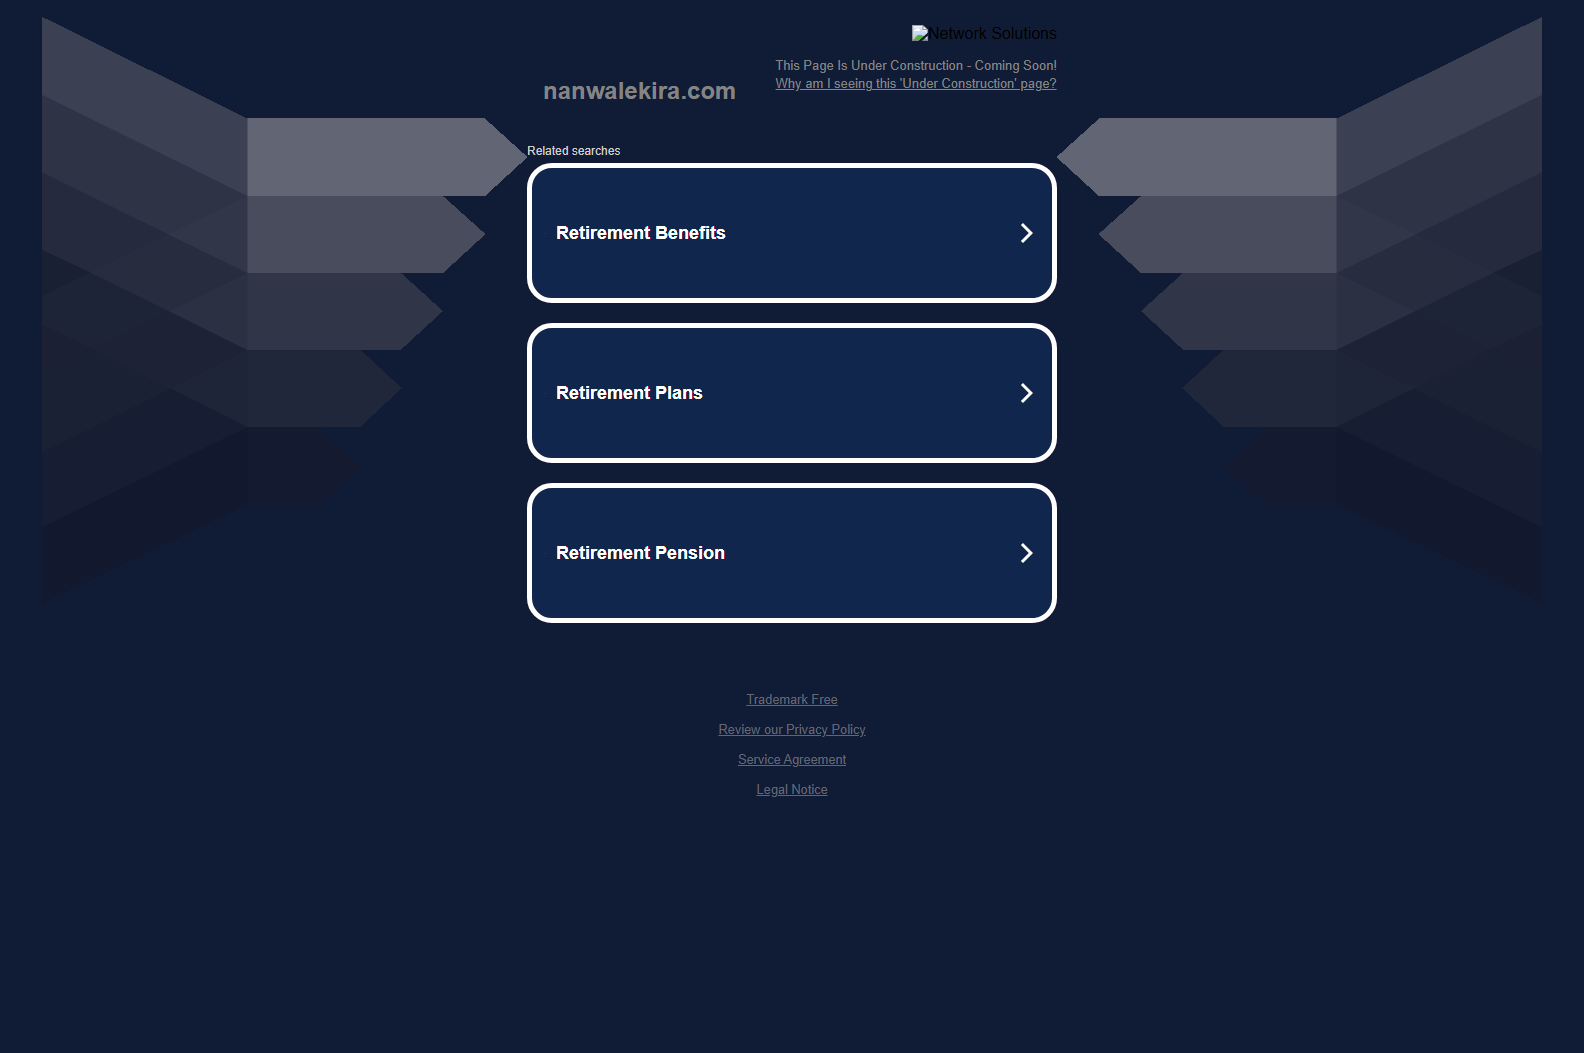 Network Solutions
This Page Is Under Construction - Coming Soon!
Why am I seeing this 'Under Construction' page?
nanwalekira.com
Related searches
Retirement Benefits
Retirement Plans
Retirement Pension
Trademark Free
Review our Privacy Policy
Service Agreement
Legal Notice